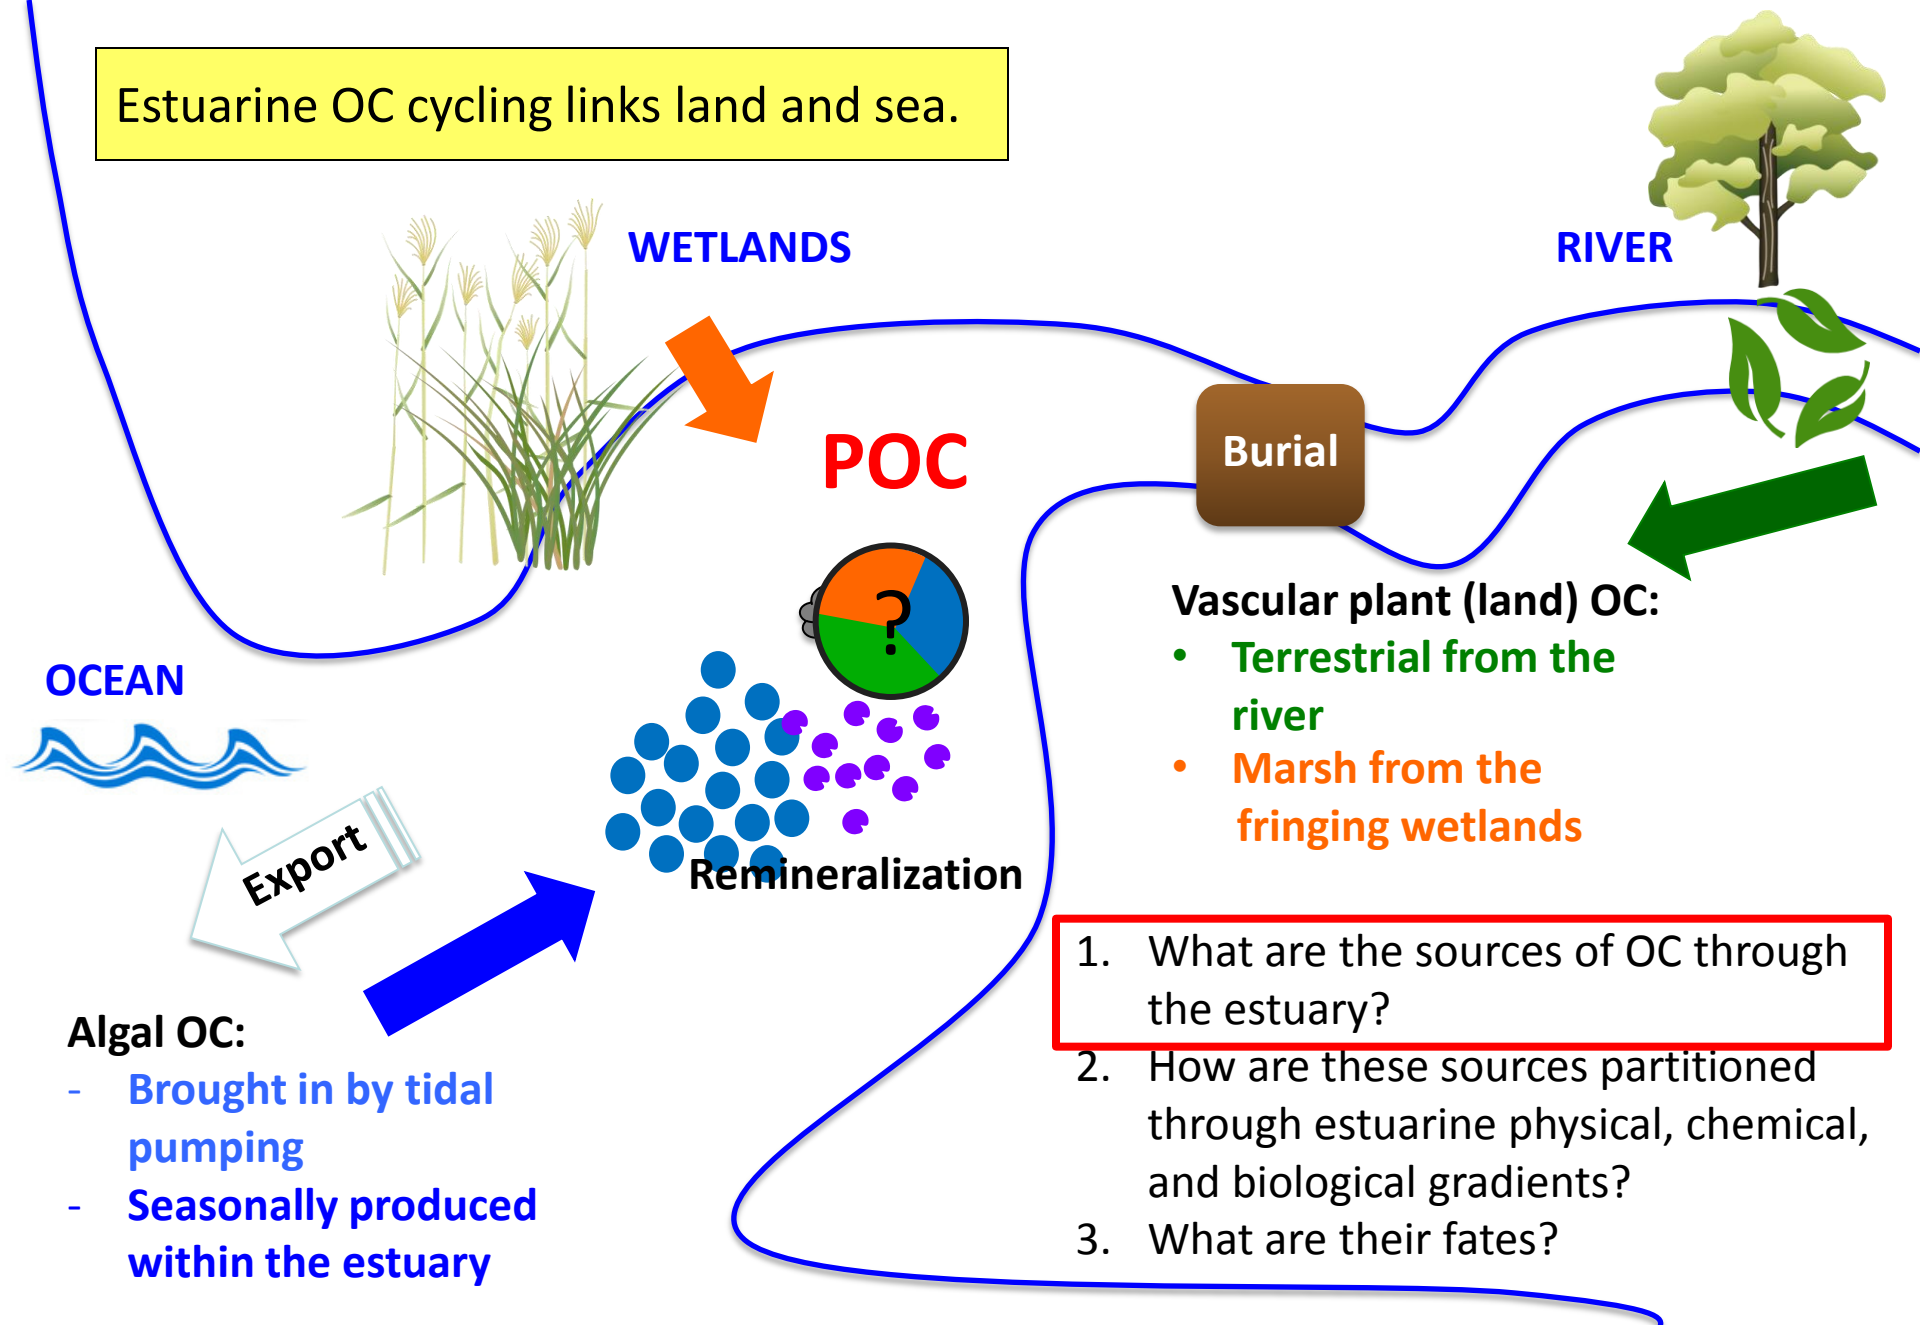 Estuarine OC cycling links land and sea.
WETLANDS
RIVER
POC
Burial
?
OCEAN
Export
Remineralization
Vascular plant (land) OC:
• Terrestrial from the
river
• Marsh from the
fringing wetlands
Algal OC:
- Brought in by tidal
pumping
- Seasonally produced
within the estuary
1. What are the sources of OC through
the estuary?
2. How are these sources partitioned
through estuarine physical, chemical,
and biological gradients?
3. What are their fates?